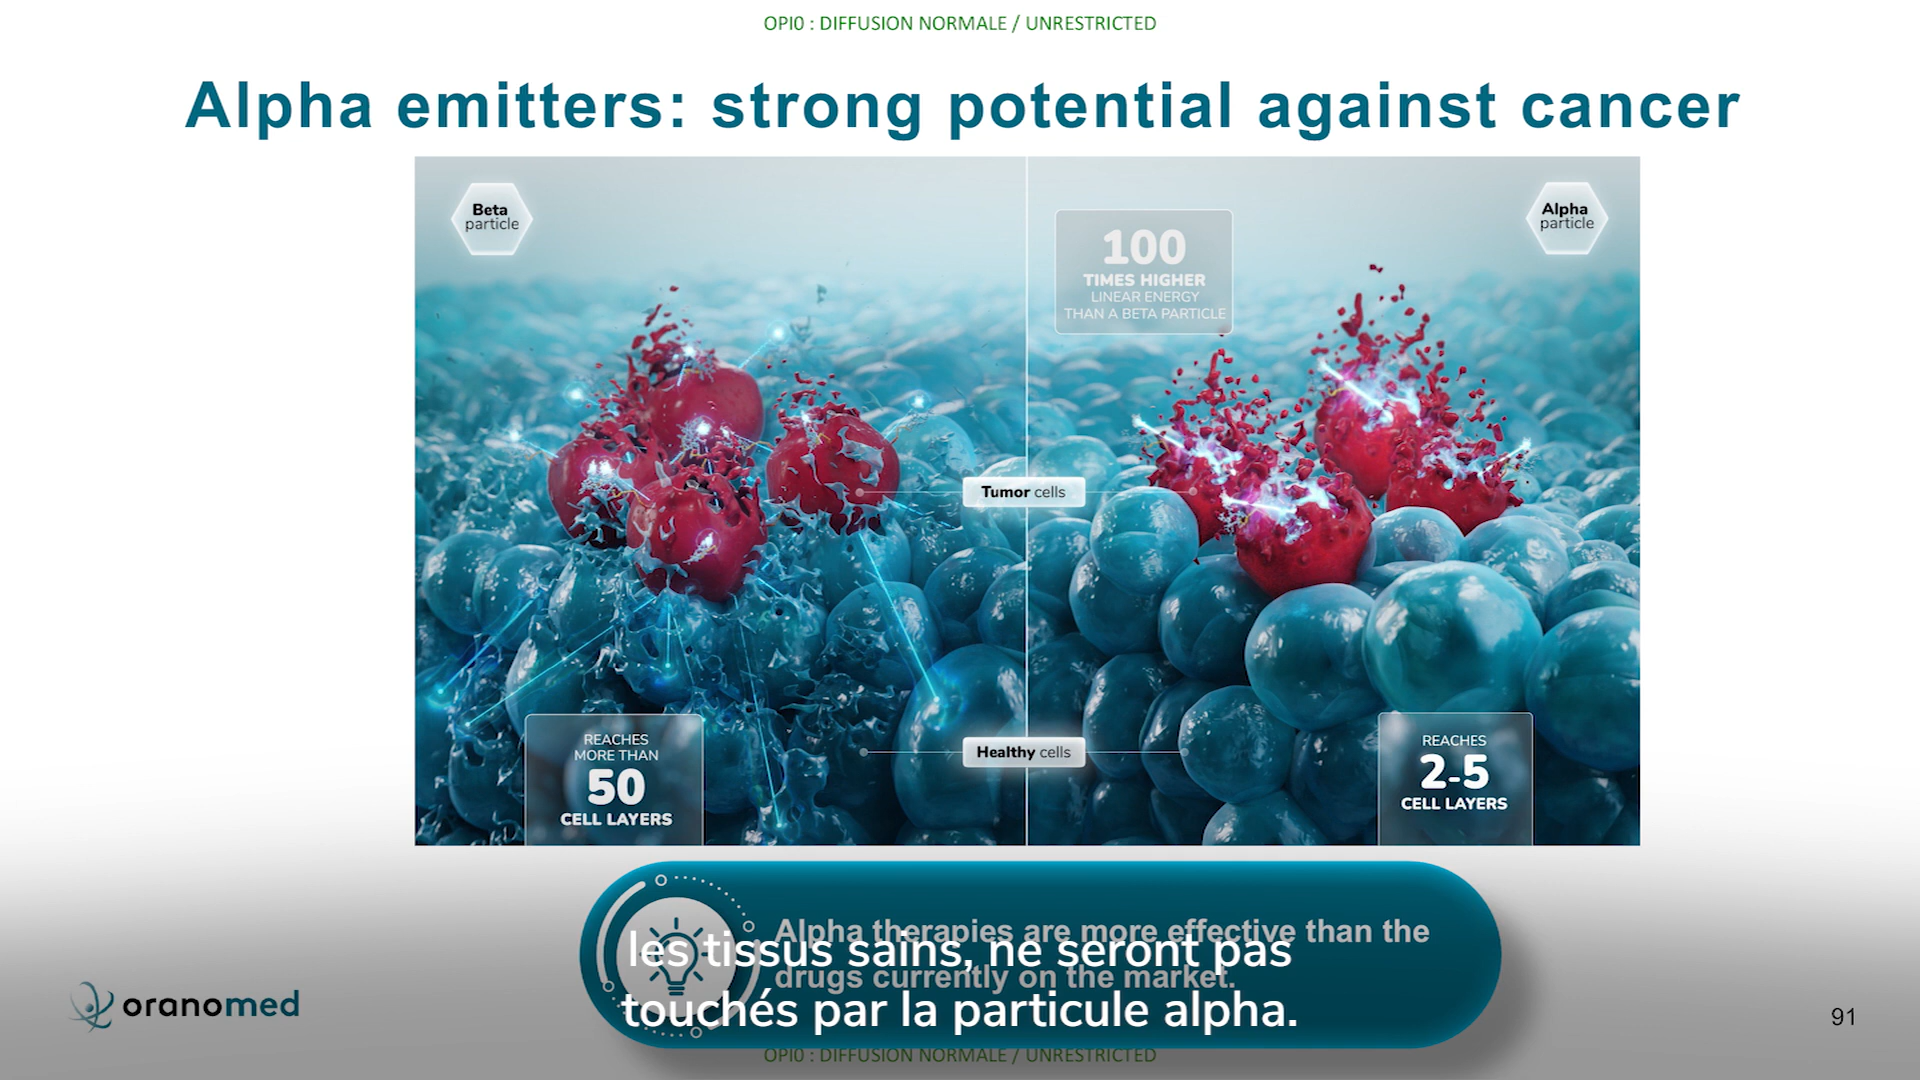 OPI0 : DIFFUSION NORMALE / UNRESTRICTED
Alpha emitters: strong potential against cancer
Beta
particle
100
TIMES HIGHER
LINEAR ENERGY
THAN A BETA PARTICLE
Alpha
particle
Tumor cells
Healthy cells
REACHES
MORE THAN
50
CELL LAYERS
REACHES
2-5
CELL LAYERS
Alpha therapies are more effective than the
drugs currently on the market.
les tissus sains, ne seront pas
touchés par la particule alpha.
oranomed
91
OPI0 : DIFFUSION NORMALE / UNRESTRICTED